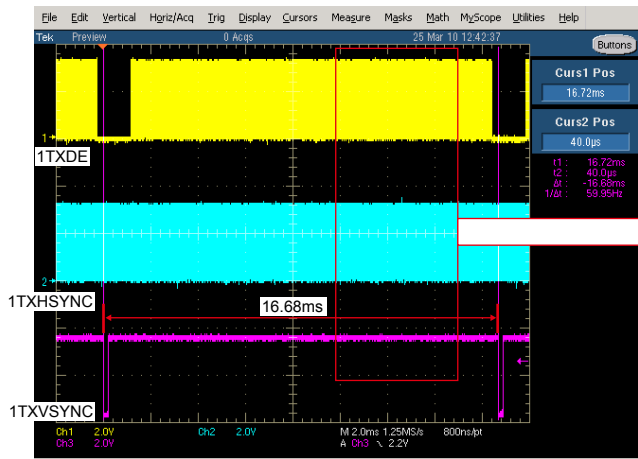 File Edit Vertical Horiz/Acq Trig Display Cursors Measure Masks Math MyScope Utilities Help
Tek Preview 0 Acqs 25 Mar 10 12:42:37
Buttons
Curs1 Pos
16.72ms
Curs2 Pos
40.0µs
t1 : 16.72ms
t2 : 40.0µs
Δt : -16.68ms
1/Δt : 59.95Hz
1
1TXDE
2
1TXHSYNC
16.68ms
1TXVSYNC
Ch1 2.0V Ch2 2.0V M 2.0ms 1.25MS/s 800ns/pt
Ch3 2.0V A Ch3 ∖ 2.2V